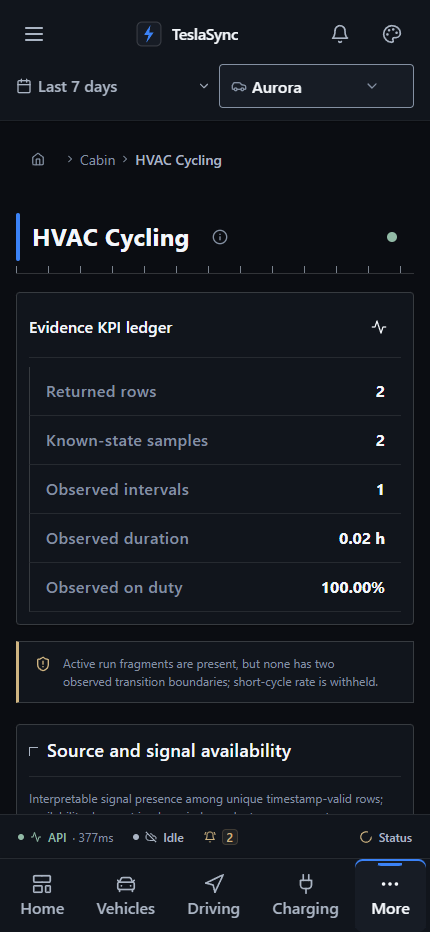 TeslaSync
Last 7 days
Aurora
Cabin
HVAC Cycling
HVAC Cycling
Evidence KPI ledger
Returned rows 2
Known-state samples 2
Observed intervals 1
Observed duration 0.02 h
Observed on duty 100.00%
Active run fragments are present, but none has two
observed transition boundaries; short-cycle rate is withheld.
Source and signal availability
Interpretable signal presence among unique timestamp-valid rows;
API · 377ms Idle 2 Status
Home Vehicles Driving Charging More